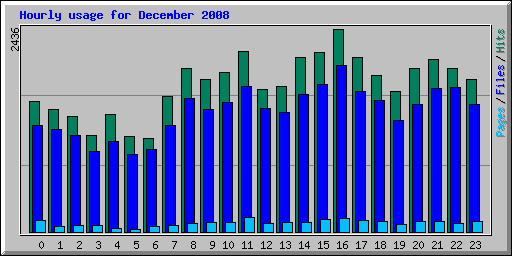 Hourly usage for December 2008
2436
Pages / Files / Hits
0 1 2 3 4 5 6 7 8 9 10 11 12 13 14 15 16 17 18 19 20 21 22 23